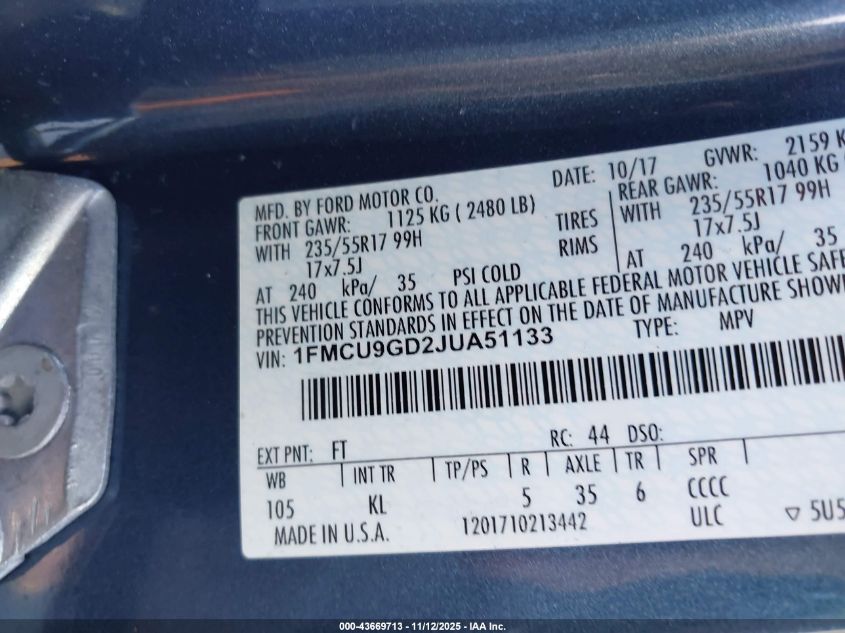 MFD. BY FORD MOTOR CO. DATE: 10/17 GVWR: 2159 K
FRONT GAWR: 1125 KG ( 2480 LB) REAR GAWR: 1040 KG
WITH 235/55R17 99H TIRES WITH 235/55R17 99H
17x7.5J RIMS 17x7.5J
AT 240 kPa/ 35 PSI COLD AT 240 kPa/ 35
THIS VEHICLE CONFORMS TO ALL APPLICABLE FEDERAL MOTOR VEHICLE SAFE
PREVENTION STANDARDS IN EFFECT ON THE DATE OF MANUFACTURE SHOW
VIN: 1FMCU9GD2JUA51133 TYPE: MPV
EXT PNT: FT RC: 44 DSO:
WB INT TR TP/PS R AXLE TR SPR
105 KL 5 35 6 CCCC
MADE IN U.S.A. 1201710213442 ULC ▽ 5U5
000-43669713 - 11/12/2025 - IAA Inc.